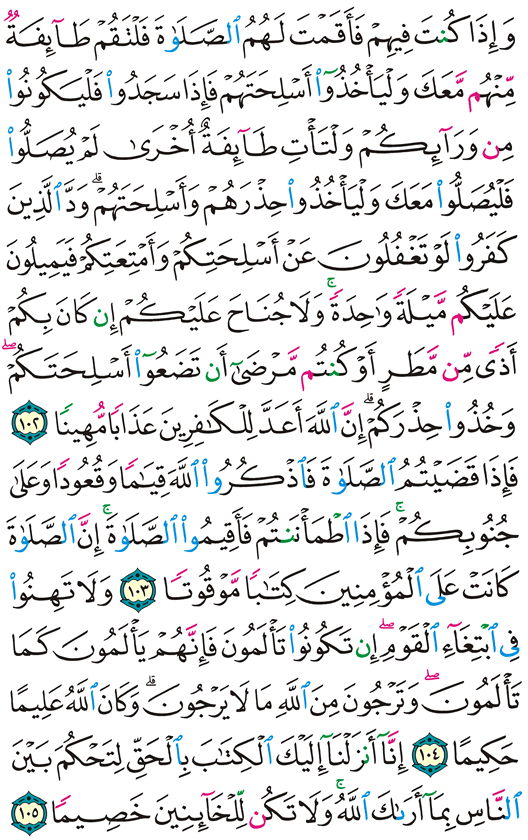 وَإِذَا كُنتَ فِيهِمْ فَأَقَمْتَ لَهُمُ ٱلصَّلَوٰةَ فَلْتَقُمْ طَآئِفَةٌ
مِّنْهُم مَّعَكَ وَلْيَأْخُذُوٓا۟ أَسْلِحَتَهُمْ فَإِذَا سَجَدُوا۟ فَلْيَكُونُوا۟
مِن وَرَآئِكُمْ وَلْتَأْتِ طَآئِفَةٌ أُخْرَىٰ لَمْ يُصَلُّوا۟
فَلْيُصَلُّوا۟ مَعَكَ وَلْيَأْخُذُوا۟ حِذْرَهُمْ وَأَسْلِحَتَهُمْ ۗ وَدَّ ٱلَّذِينَ
كَفَرُوا۟ لَوْ تَغْفُلُونَ عَنْ أَسْلِحَتِكُمْ وَأَمْتِعَتِكُمْ فَيَمِيلُونَ
عَلَيْكُم مَّيْلَةً وَٰحِدَةً ۚ وَلَا جُنَاحَ عَلَيْكُمْ إِن كَانَ بِكُمْ
أَذًى مِّن مَّطَرٍ أَوْ كُنتُم مَّرْضَىٰٓ أَن تَضَعُوٓا۟ أَسْلِحَتَكُمْ ۖ
وَخُذُوا۟ حِذْرَكُمْ ۗ إِنَّ ٱللَّهَ أَعَدَّ لِلْكَٰفِرِينَ عَذَابًا مُّهِينًا ١٠٢
فَإِذَا قَضَيْتُمُ ٱلصَّلَوٰةَ فَٱذْكُرُوا۟ ٱللَّهَ قِيَٰمًا وَقُعُودًا وَعَلَىٰ
جُنُوبِكُمْ ۚ فَإِذَا ٱطْمَأْنَنتُمْ فَأَقِيمُوا۟ ٱلصَّلَوٰةَ ۚ إِنَّ ٱلصَّلَوٰةَ
كَانَتْ عَلَى ٱلْمُؤْمِنِينَ كِتَٰبًا مَّوْقُوتًا ١٠٣ وَلَا تَهِنُوا۟
فِى ٱبْتِغَآءِ ٱلْقَوْمِ ۖ إِن تَكُونُوا۟ تَأْلَمُونَ فَإِنَّهُمْ يَأْلَمُونَ كَمَا
تَأْلَمُونَ ۖ وَتَرْجُونَ مِنَ ٱللَّهِ مَا لَا يَرْجُونَ ۗ وَكَانَ ٱللَّهُ عَلِيمًا
حَكِيمًا ١٠٤ إِنَّآ أَنزَلْنَآ إِلَيْكَ ٱلْكِتَٰبَ بِٱلْحَقِّ لِتَحْكُمَ بَيْنَ
ٱلنَّاسِ بِمَآ أَرَىٰكَ ٱللَّهُ ۚ وَلَا تَكُن لِّلْخَآئِنِينَ خَصِيمًا ١٠٥